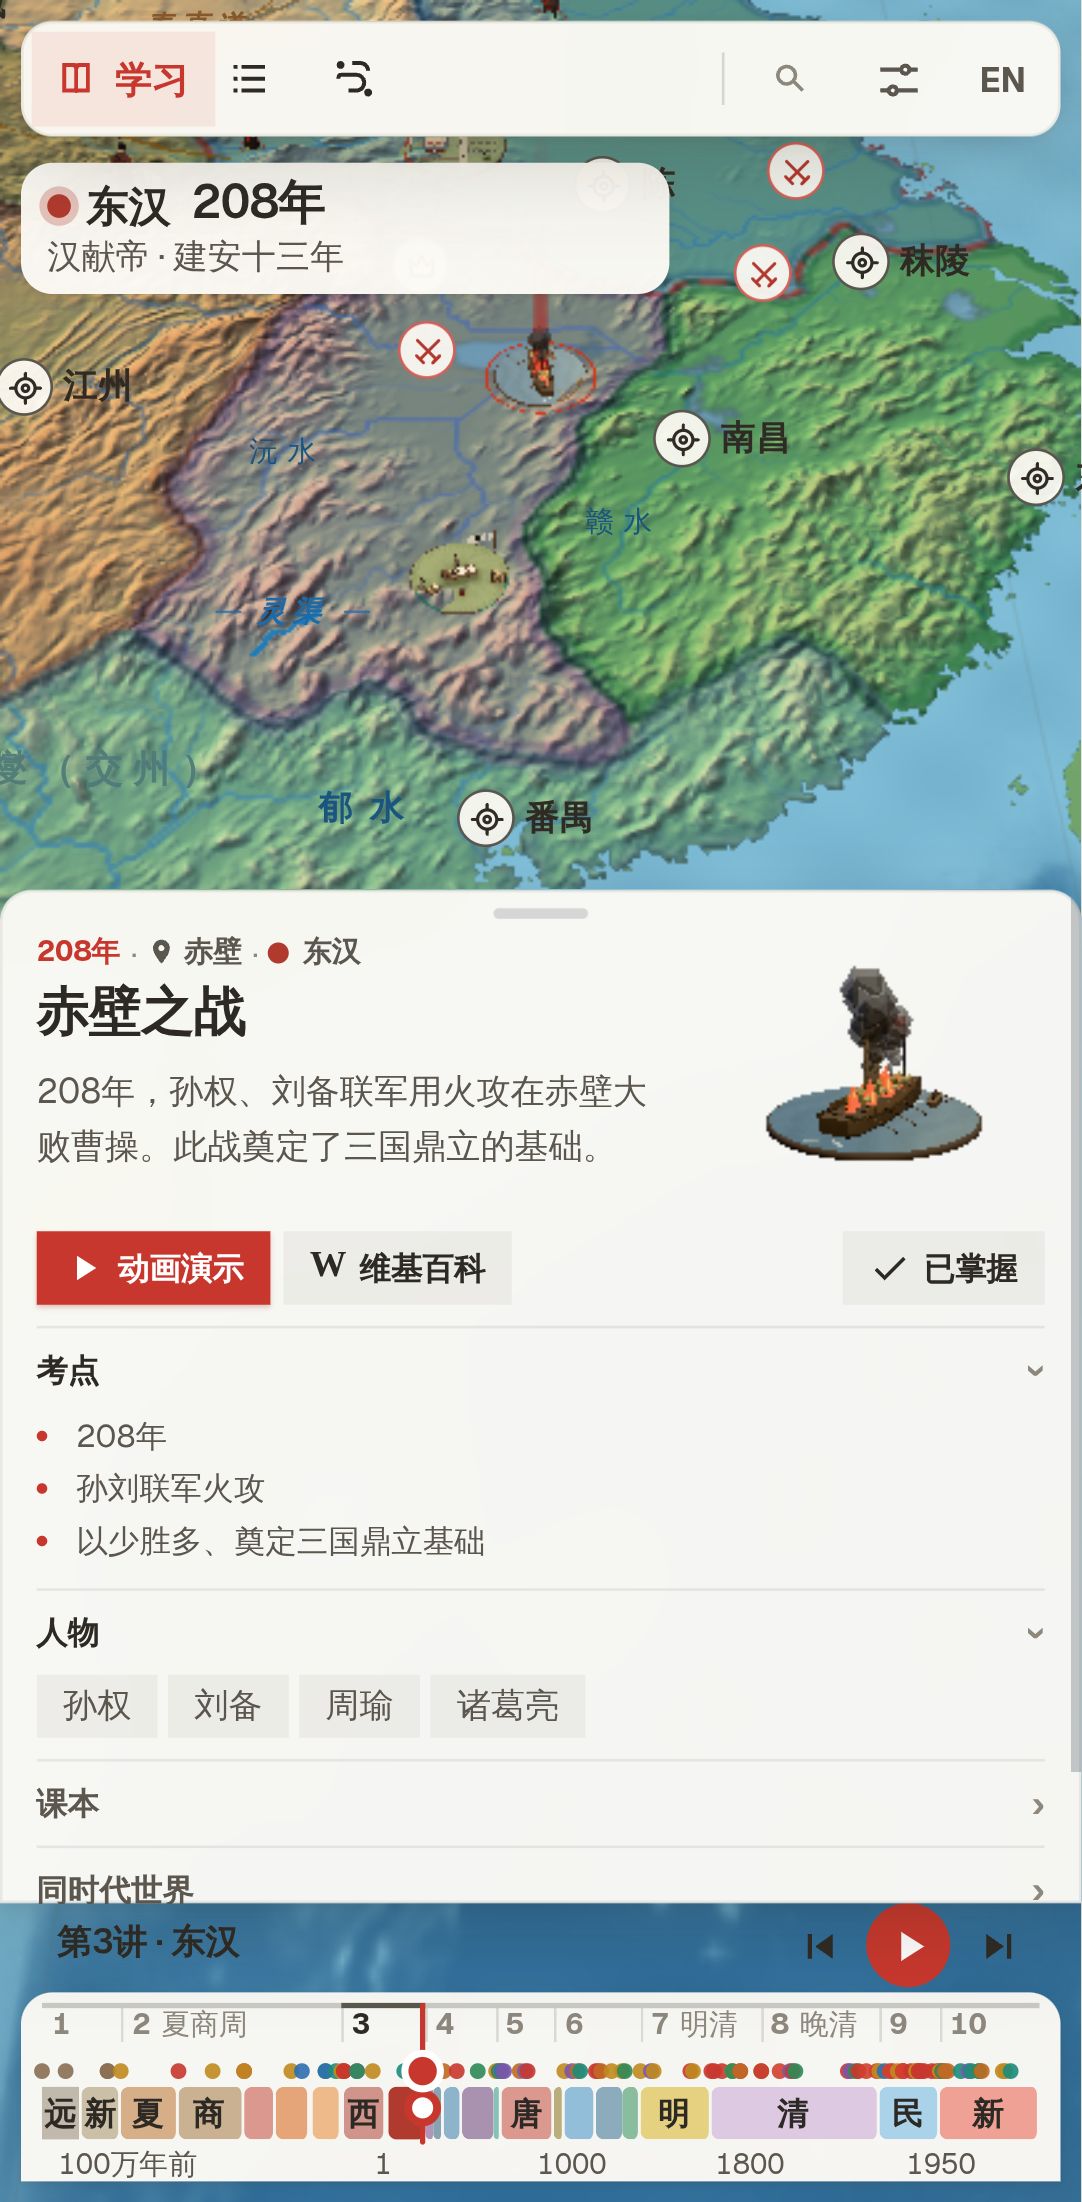 学习
EN
东汉 208年
汉献帝 · 建安十三年
秣陵
江州
南昌
沅水
赣水
灵渠
(交州)
郁水
番禺
208年 · 赤壁 · 东汉
赤壁之战
208年，孙权、刘备联军用火攻在赤壁大
败曹操。此战奠定了三国鼎立的基础。
动画演示
W 维基百科
已掌握
考点
208年
孙刘联军火攻
以少胜多、奠定三国鼎立基础
人物
孙权 刘备 周瑜 诸葛亮
课本
同时代世界
第3讲 · 东汉
1 2 夏商周 3 4 5 6 7 明清 8 晚清 9 10
远 新 夏 商 西 唐 明 清 民 新
100万年前 1 1000 1800 1950